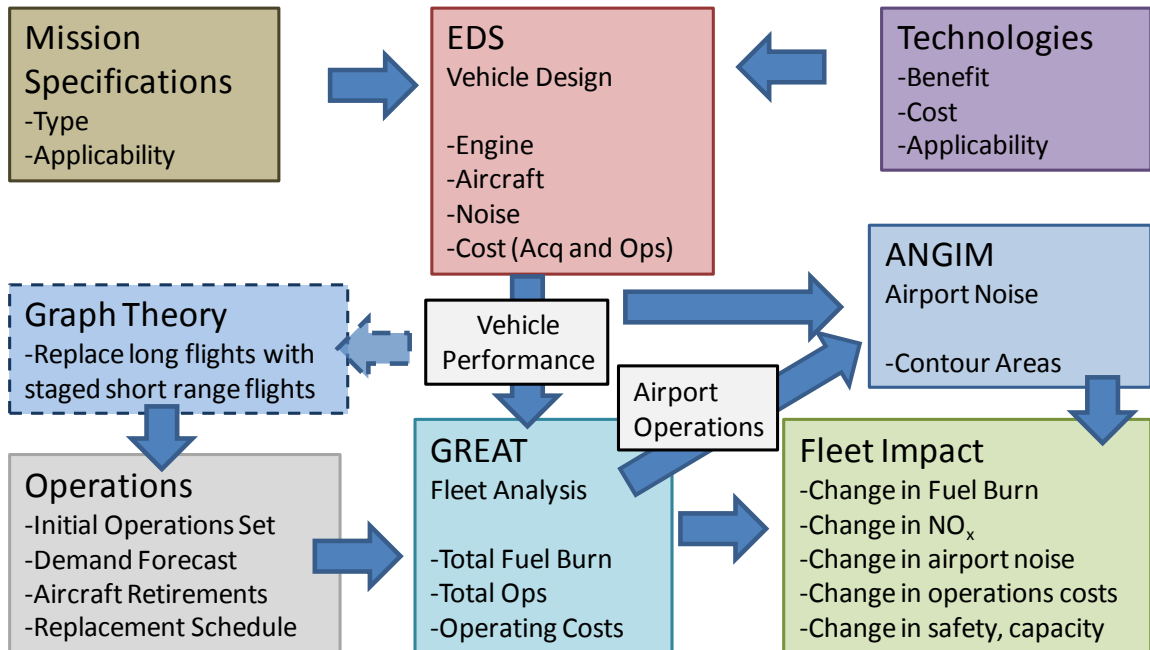 Mission
Specifications
-Type
-Applicability
EDS
Vehicle Design
-Engine
-Aircraft
-Noise
-Cost (Acq and Ops)
Technologies
-Benefit
-Cost
-Applicability
Graph Theory
-Replace long flights with
staged short range flights
Vehicle
Performance
ANGIM
Airport Noise
-Contour Areas
Airport
Operations
Operations
-Initial Operations Set
-Demand Forecast
-Aircraft Retirements
-Replacement Schedule
GREAT
Fleet Analysis
-Total Fuel Burn
-Total Ops
-Operating Costs
Fleet Impact
-Change in Fuel Burn
-Change in NOx
-Change in airport noise
-Change in operations costs
-Change in safety, capacity